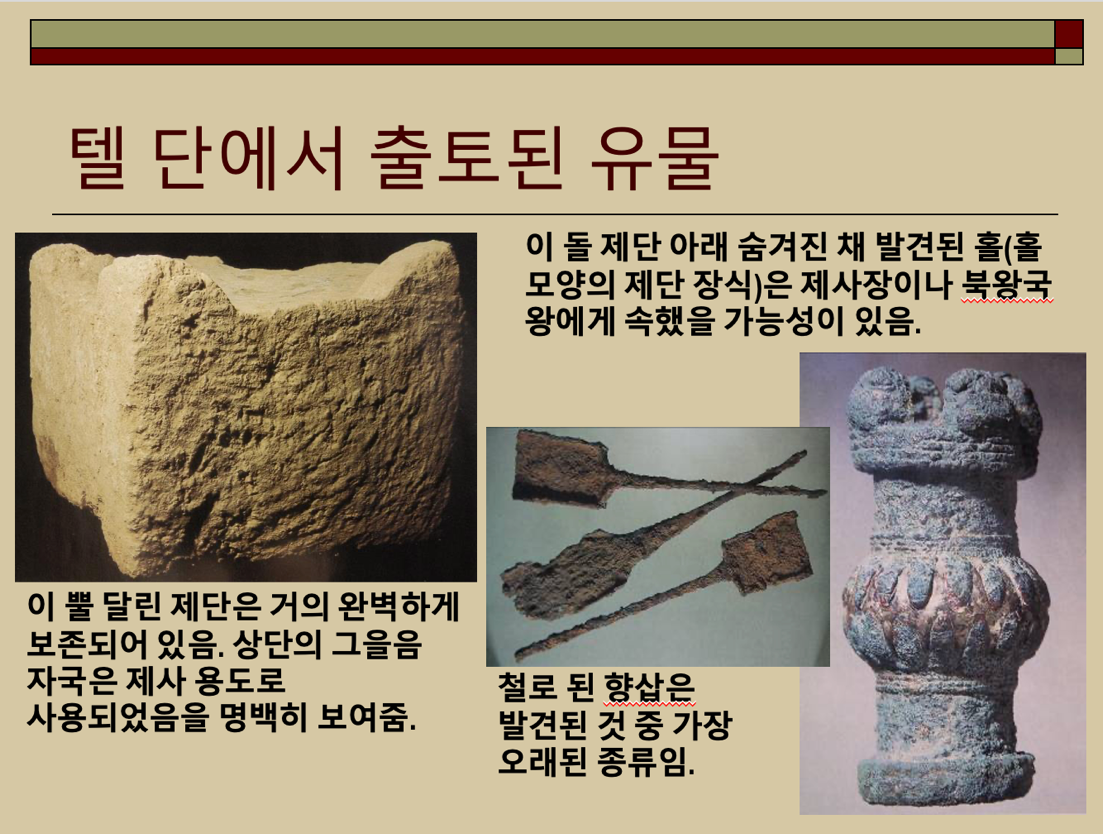 텔 단에서 출토된 유물
이 돌 제단 아래 숨겨진 채 발견된 홀(홀
모양의 제단 장식)은 제사장이나 북왕국
왕에게 속했을 가능성이 있음.
이 뿔 달린 제단은 거의 완벽하게
보존되어 있음. 상단의 그을음
자국은 제사 용도로
사용되었음을 명백히 보여줌.
철로 된 향삽은
발견된 것 중 가장
오래된 종류임.